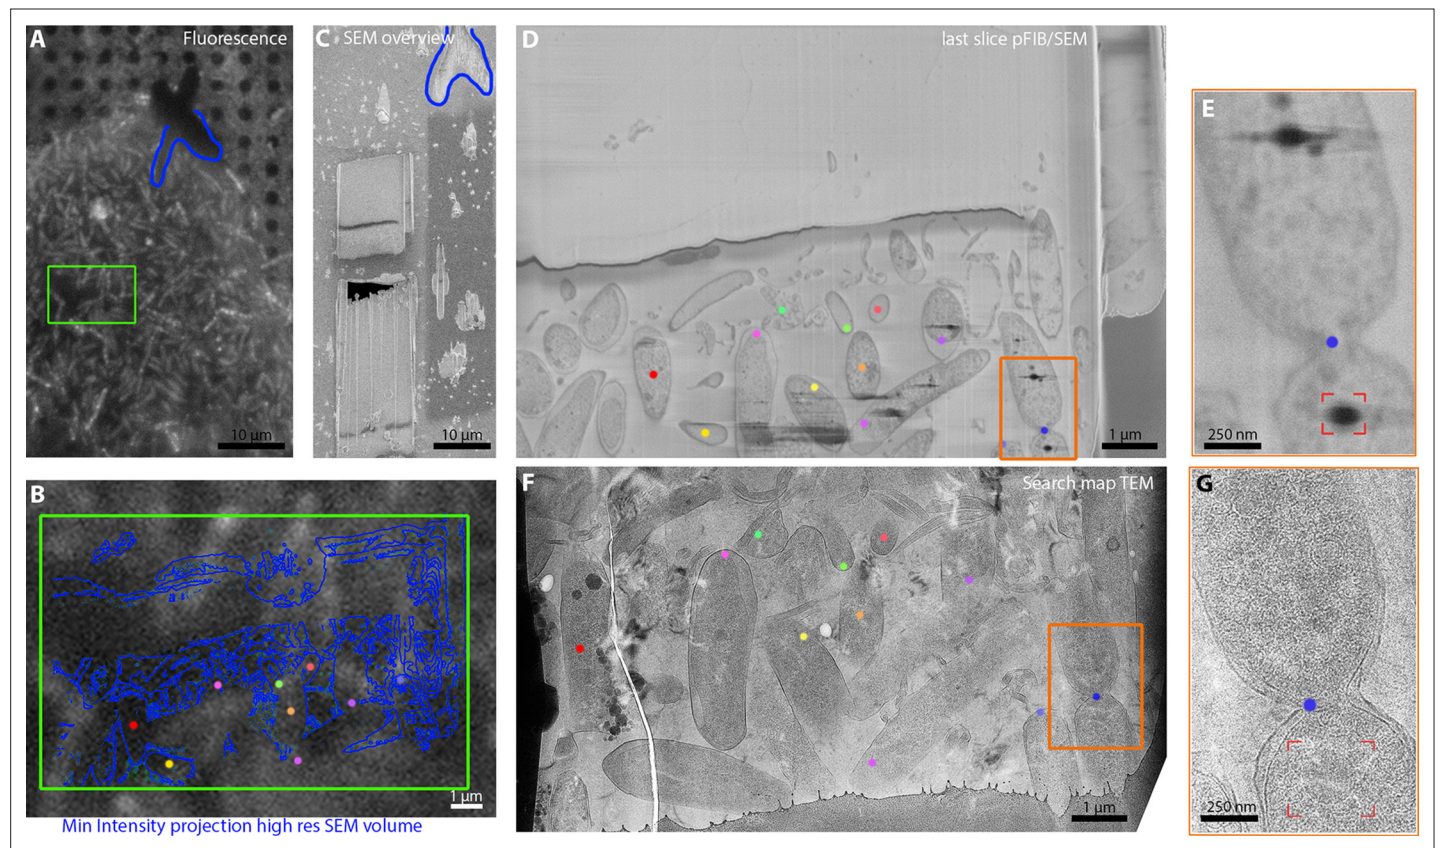 A Fluorescence
10 µm
B
1 µm
Min Intensity projection high res SEM volume
C SEM overview
10 µm
D last slice pFIB/SEM
1 µm
E
250 nm
F Search map TEM
1 µm
G
250 nm